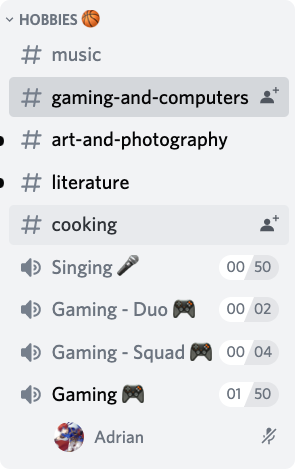 HOBBIES 🏀
# music
# gaming-and-computers
# art-and-photography
# literature
# cooking
Singing 🎤 00 50
Gaming - Duo 🎮 00 02
Gaming - Squad 🎮 00 04
Gaming 🎮 01 50
Adrian